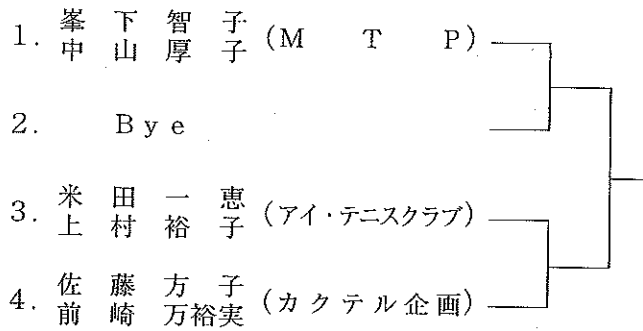 1. 峯下智子
中山厚子 (MTP)
2. Bye
3. 米田一恵
上村裕子 (アイ・テニスクラブ)
4. 佐藤方子
前崎万裕実 (カクテル企画)